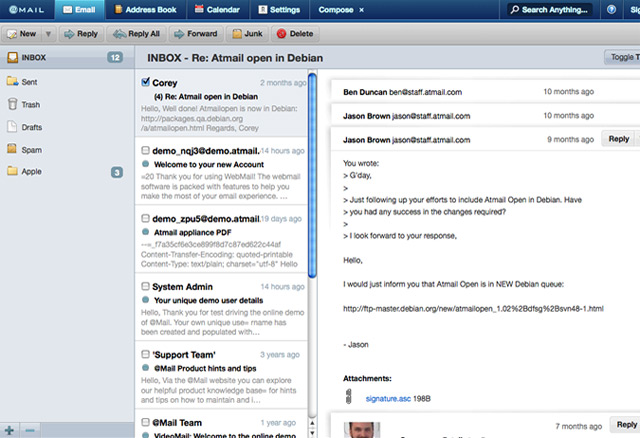 @MAIL
Email
Address Book
Calendar
Settings
Compose ×
Search Anything...
New
Reply
Reply All
Forward
Junk
Delete
INBOX 12
Sent
Trash
Drafts
Spam
Apple 3
INBOX - Re: Atmail open in Debian
Toggle T
Corey 2 months ago
(4) Re: Atmail open in Debian
Hello, Well done! Atmailopen is now in Debian:
http://packages.qa.debian.org
/a/atmailopen.html Regards, Corey
demo_nqj3@demo.atmail. 14 hours ago
Welcome to your new Account
=20 Thank you for using WebMail! The webmail
software is packed with features to help you
make the most of your email experience. ...
demo_zpu5@demo.atmail 19 days ago
Atmail appliance PDF
--=_f7a35cf6e3ce899f8d7c87ed622c44af
Content-Transfer-Encoding: quoted-printable
Content-Type: text/plain; charset="utf-8" Hello
System Admin 14 hours ago
Your unique demo user details
Hello, Thank you for test driving the online demo
of @Mail. Your own unique use= rname has
been created and populated with...
'Support Team' 3 years ago
@Mail Product hints and tips
Hello, Via the @Mail website you can explore
our helpful product knowledge base= for hints
and tips on how to maintain and i...
@Mail Team 1 year ago
VideoMail: Welcome to the online demo
Ben Duncan ben@staff.atmail.com 10 months ago
Jason Brown jason@staff.atmail.com 10 months ago
Jason Brown jason@staff.atmail.com 9 months ago Reply
You wrote:
> G'day,
>
> Just following up your efforts to include Atmail Open in Debian. Have
> you had any success in the changes required?
>
> I look forward to your response,
Hello,
I would just inform you that Atmail Open is in NEW Debian queue:
http://ftp-master.debian.org/new/atmailopen_1.02%2Bdfsg%2Bsvn48-1.html
- Jason
Attachments:
signature.asc 198B
7 months ago Reply